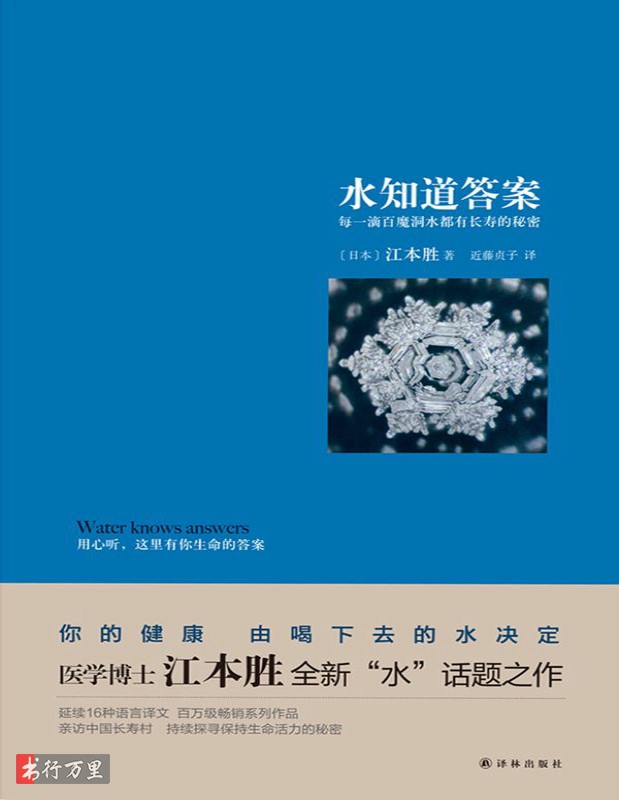 水知道答案
每一滴百魔洞水都有长寿的秘密
〔日本〕江本胜 著 近藤贞子 译
Water knows answers
用心听，这里有你生命的答案
你的健康 由喝下去的水决定
医学博士江本胜全新“水”话题之作
延续16种语言译文 百万级畅销系列作品
亲访中国长寿村 持续探寻保持生命活力的秘密
书行万里
译林出版社